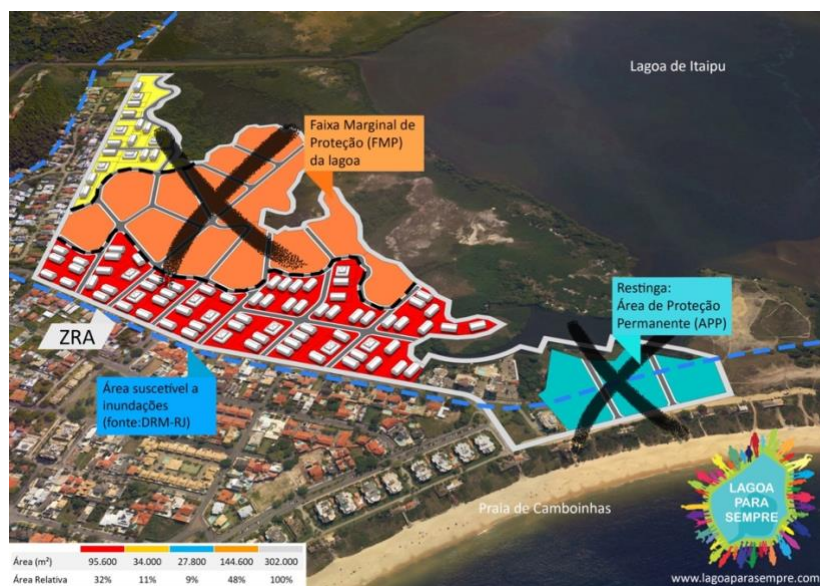 Lagoa de Itaipu
Faixa Marginal de
Proteção (FMP)
da lagoa
Restinga:
Área de Proteção
Permanente (APP)
ZRA
Área suscetível a
inundações
(fonte:DRM-RJ)
Praia de Camboinhas
LAGOA
PARA
SEMPRE
Área (m²) 95.600 34.000 27.800 144.600 302.000
Área Relativa 32% 11% 9% 48% 100%
www.lagoaparasempre.com